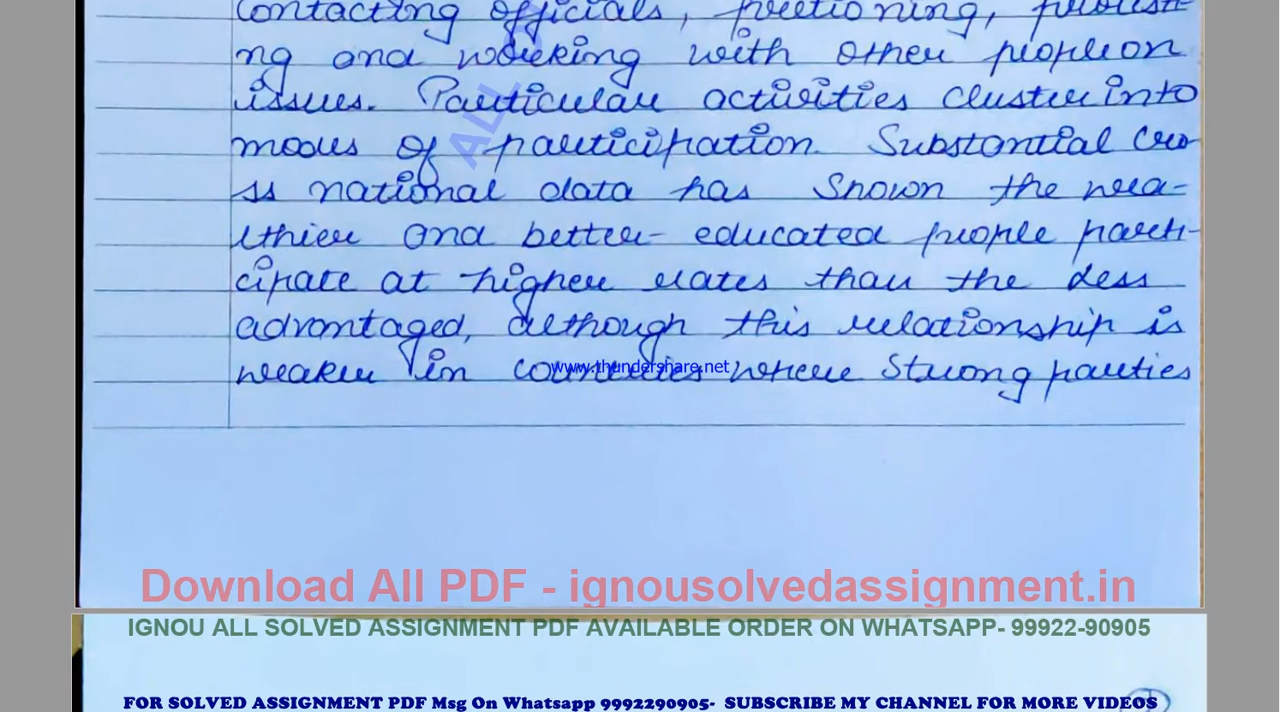 contacting officials, petitioning, protesti-
ng and working with other people on
issues. Particular activities cluster into
modes of participation. Substantial cro-
ss national data has shown the wea-
lthier and better-educated people parti-
cipate at higher rates than the less
advantaged, although this relationship is
weaker in countries where strong parties
ALL
www.thundershare.net
Download All PDF - ignousolvedassignment.in
IGNOU ALL SOLVED ASSIGNMENT PDF AVAILABLE ORDER ON WHATSAPP- 99922-90905
FOR SOLVED ASSIGNMENT PDF Msg On Whatsapp 9992290905- SUBSCRIBE MY CHANNEL FOR MORE VIDEOS